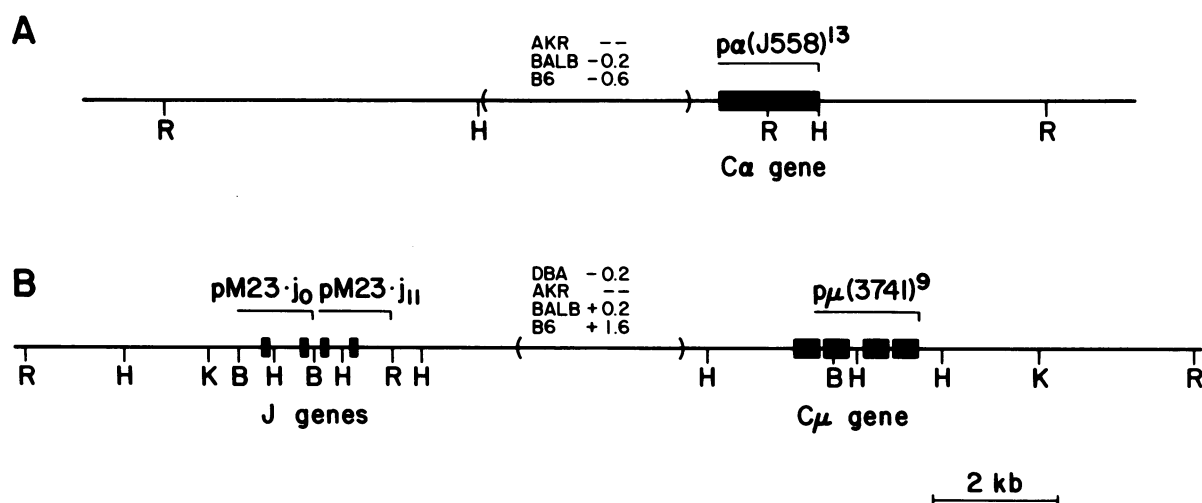 A
AKR --
BALB -0.2
B6 -0.6
pα(J558)¹³
( )
R H R H R
Cα gene
B
pM23·j₀ pM23·j₁₁
DBA -0.2
AKR --
BALB +0.2
B6 +1.6
pμ(3741)⁹
( )
R H K B H B H R H H B H H K R
J genes
Cμ gene
2 kb